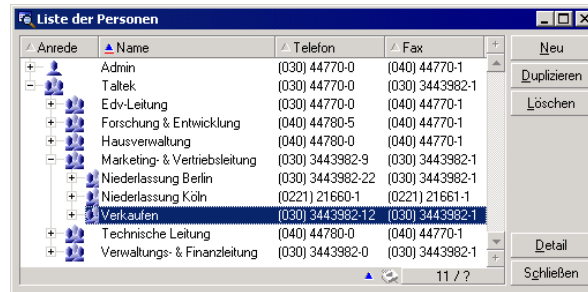 Liste der Personen
Anrede Name Telefon Fax
Admin (030) 44770-0 (040) 44770-1
Taltek (030) 44770-0 (030) 3443982-1
Edv-Leitung (030) 44770-0 (040) 44770-1
Forschung & Entwicklung (040) 44780-5 (040) 44770-1
Hausverwaltung (040) 44780-0 (040) 44770-1
Marketing- & Vertriebsleitung (030) 3443982-9 (030) 3443982-1
Niederlassung Berlin (030) 3443982-22 (030) 3443982-1
Niederlassung Köln (0221) 21660-1 (0221) 21661-1
Verkaufen (030) 3443982-12 (030) 3443982-1
Technische Leitung (040) 44780-0 (040) 44770-1
Verwaltungs- & Finanzleitung (030) 3443982-0 (030) 3443982-1
11 / ?
Neu
Duplizieren
Löschen
Detail
Schließen